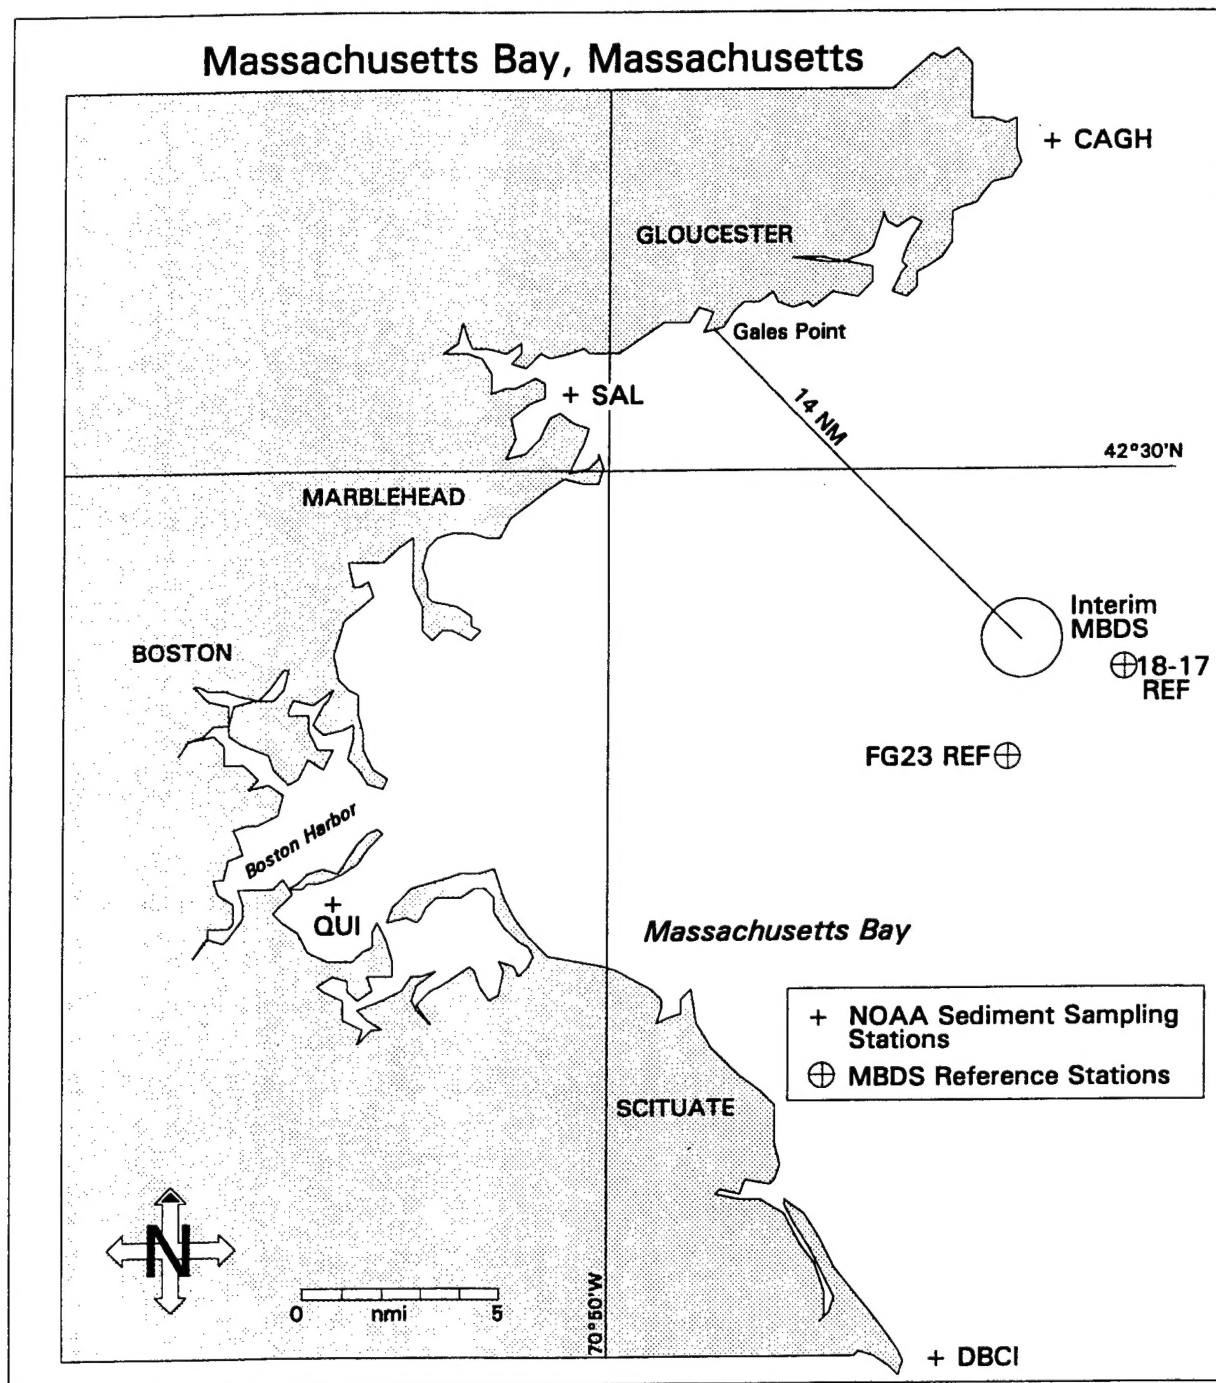 Massachusetts Bay, Massachusetts
+ CAGH
GLOUCESTER
Gales Point
+ SAL
14 NM
42°30'N
MARBLEHEAD
Interim
MBDS
BOSTON
18-17
REF
FG23 REF
Boston Harbor
+
QUI
Massachusetts Bay
+ NOAA Sediment Sampling
Stations
⊕ MBDS Reference Stations
SCITUATE
N
0 nmi 5
70°50'W
+ DBCI